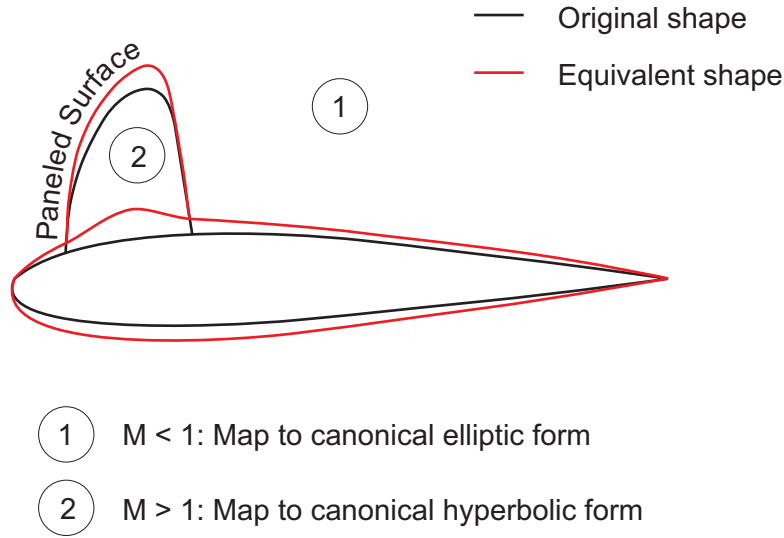 Original shape
Equivalent shape
Paneled Surface
1
2
1 M < 1: Map to canonical elliptic form
2 M > 1: Map to canonical hyperbolic form